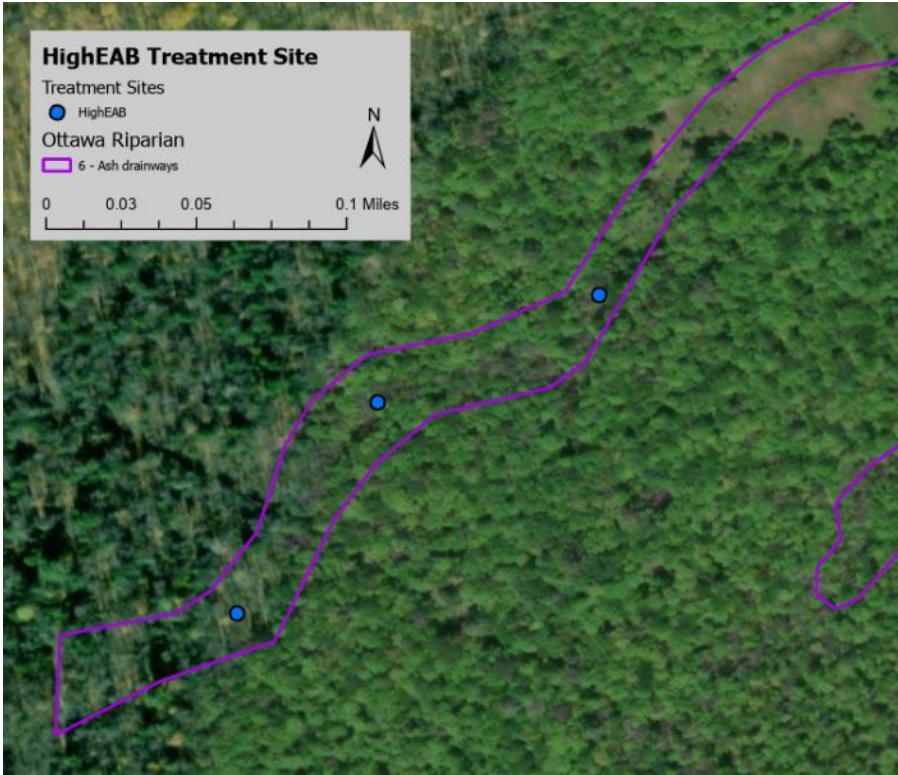 HighEAB Treatment Site
Treatment Sites
HighEAB
N
Ottawa Riparian
6 - Ash drainways
0 0.03 0.05 0.1 Miles